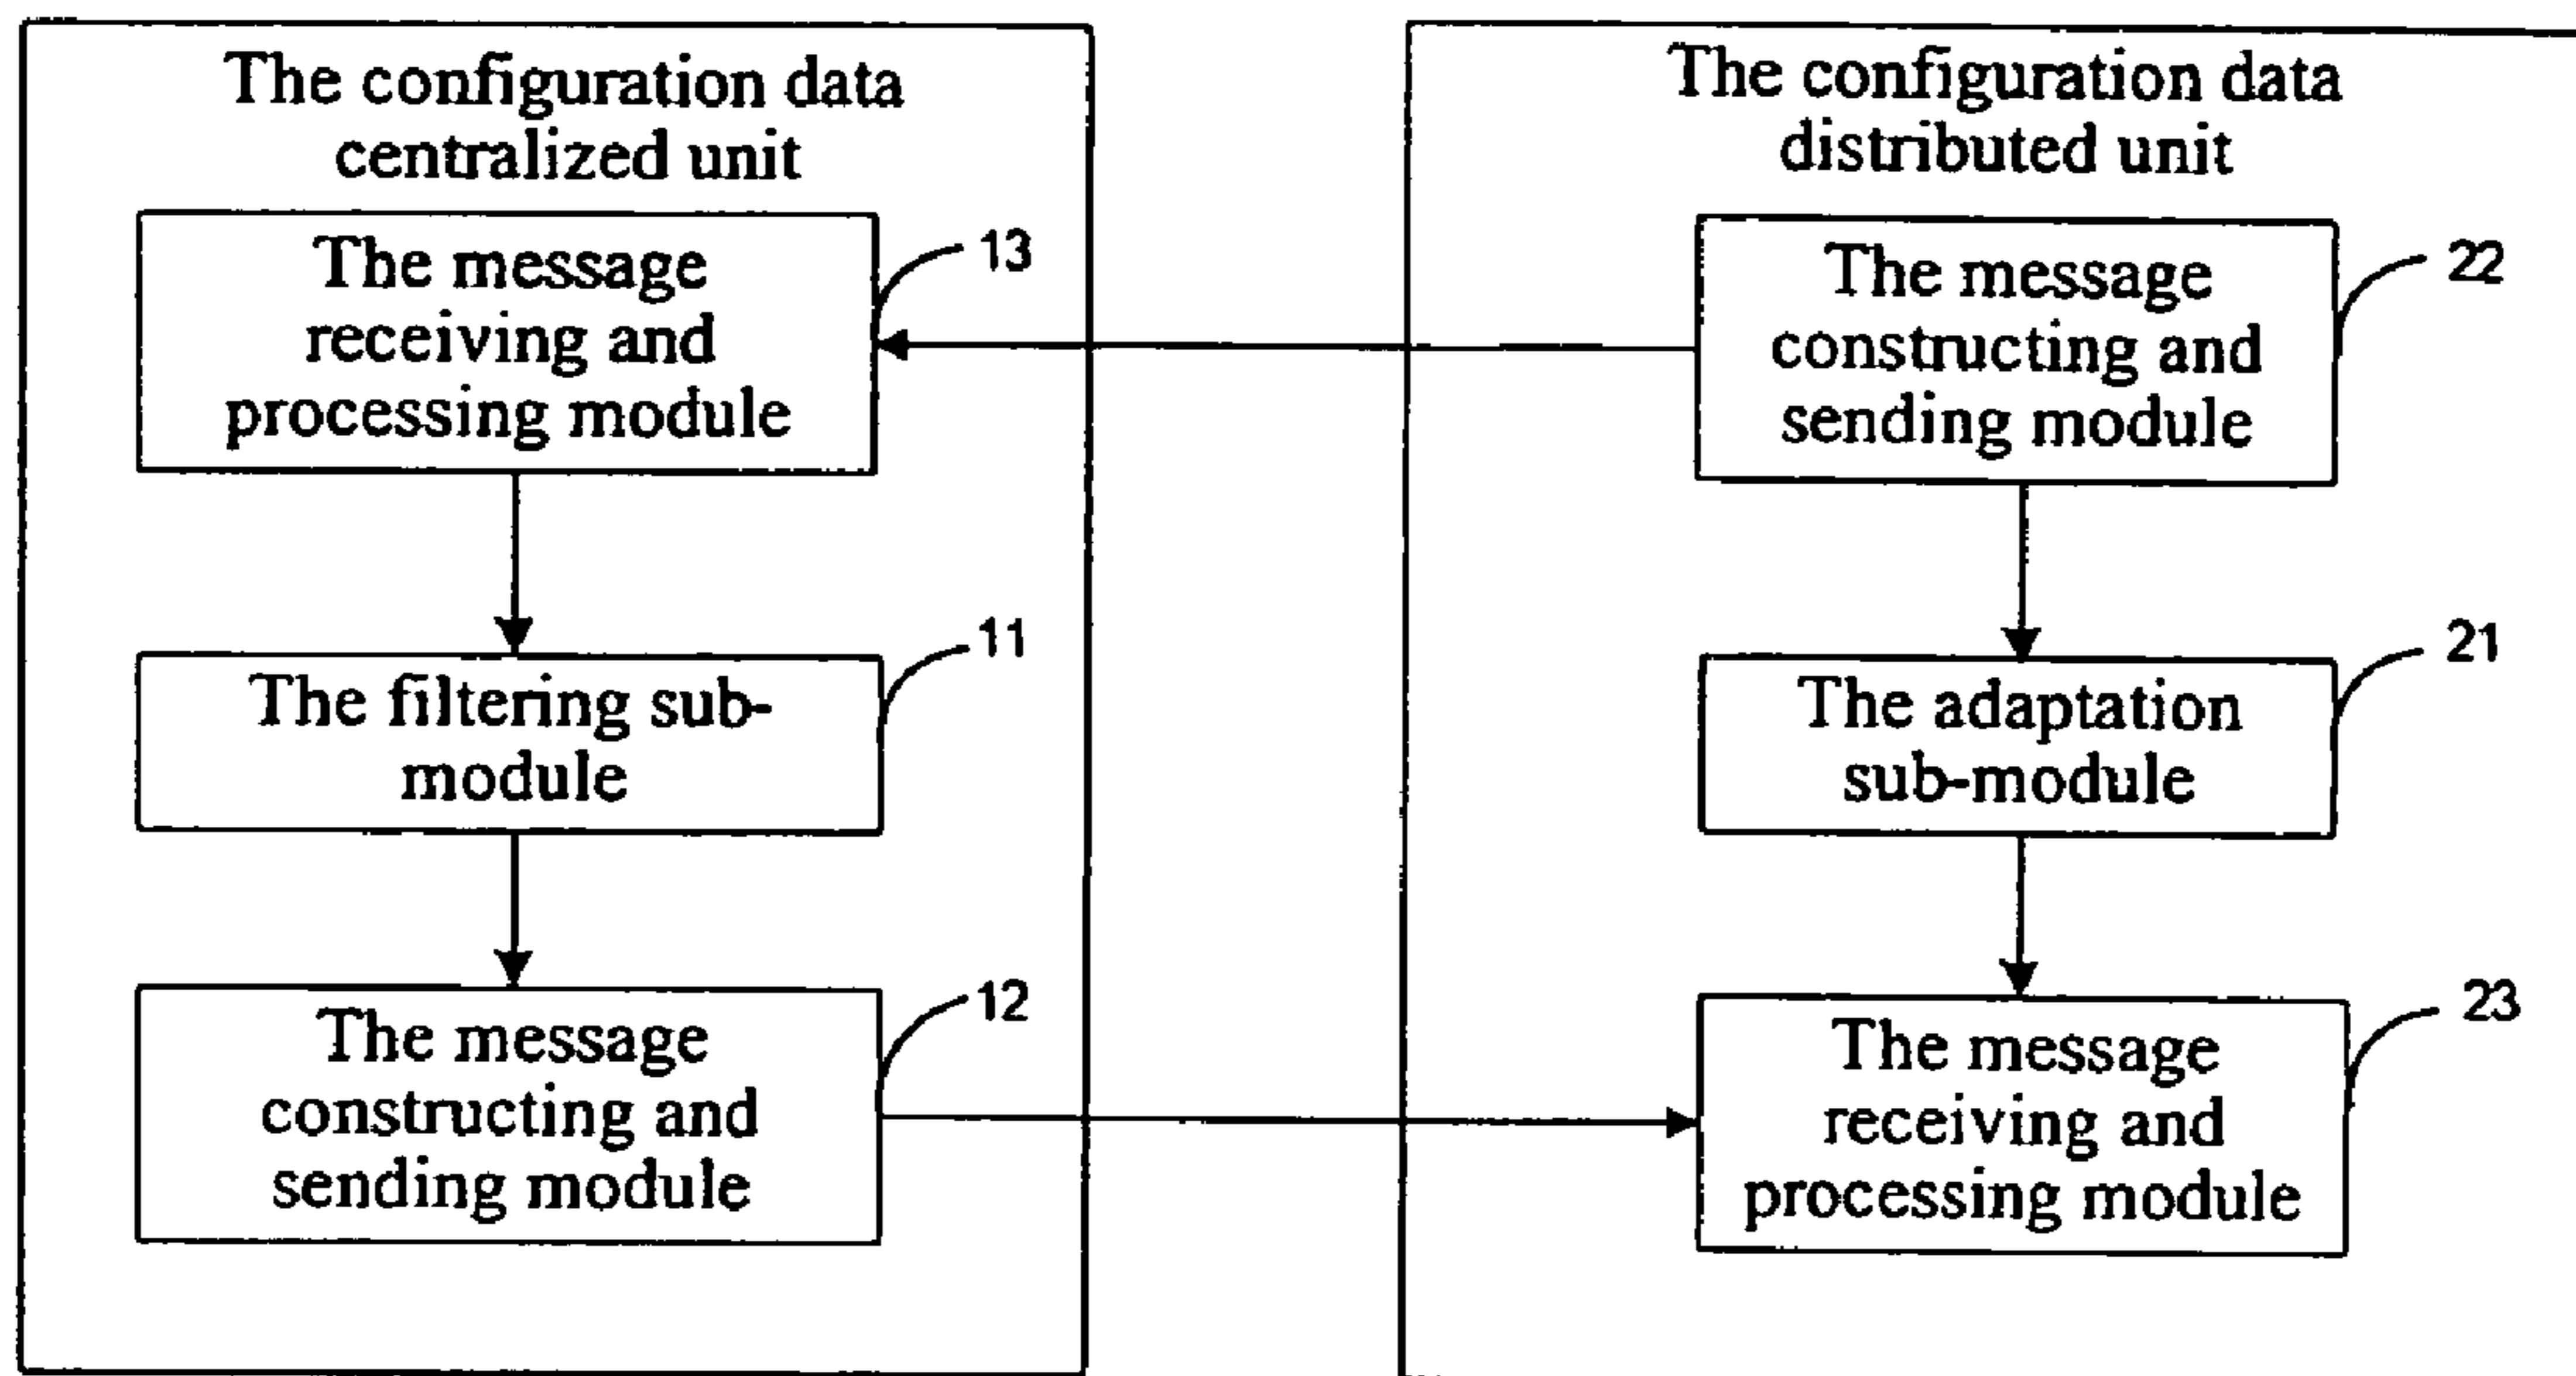 The configuration data
centralized unit
The message
receiving and
processing module
13
The filtering sub-
module
11
The message
constructing and
sending module
12
The configuration data
distributed unit
The message
constructing and
sending module
22
The adaptation
sub-module
21
The message
receiving and
processing module
23